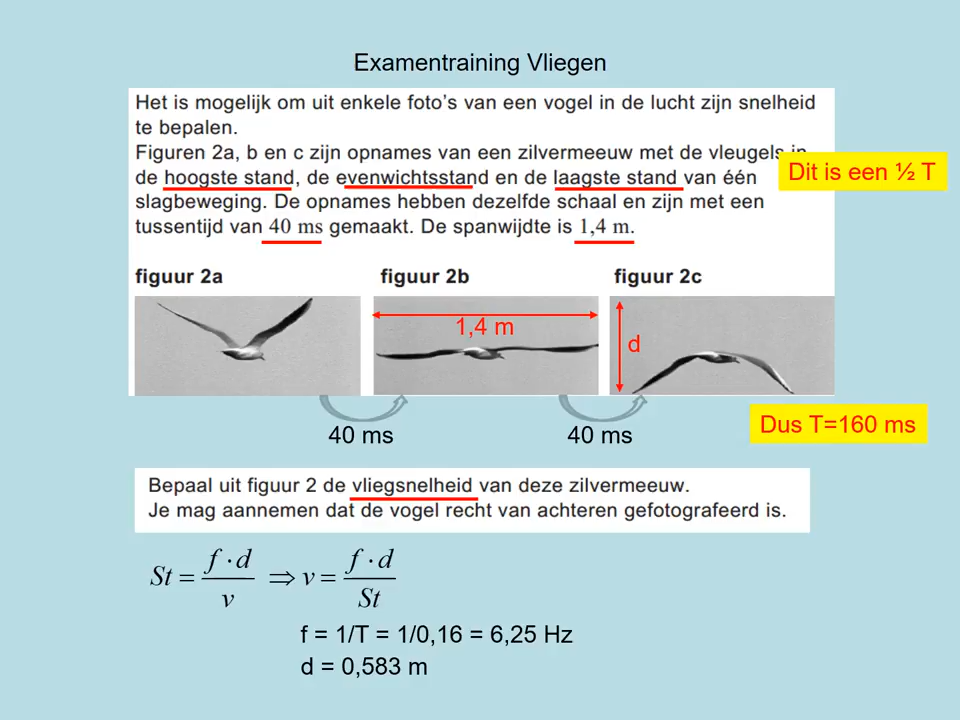 Examentraining Vliegen
Het is mogelijk om uit enkele foto's van een vogel in de lucht zijn snelheid
te bepalen.
Figuren 2a, b en c zijn opnames van een zilvermeeuw met de vleugels in
de hoogste stand, de evenwichtsstand en de laagste stand van één
Dit is een ½ T
slagbeweging. De opnames hebben dezelfde schaal en zijn met een
tussentijd van 40 ms gemaakt. De spanwijdte is 1,4 m.
figuur 2a figuur 2b figuur 2c
1,4 m
d
Dus T=160 ms
40 ms 40 ms
Bepaal uit figuur 2 de vliegsnelheid van deze zilvermeeuw.
Je mag aannemen dat de vogel recht van achteren gefotografeerd is.
St = f · d / v ⇒ v = f · d / St
f = 1/T = 1/0,16 = 6,25 Hz
d = 0,583 m